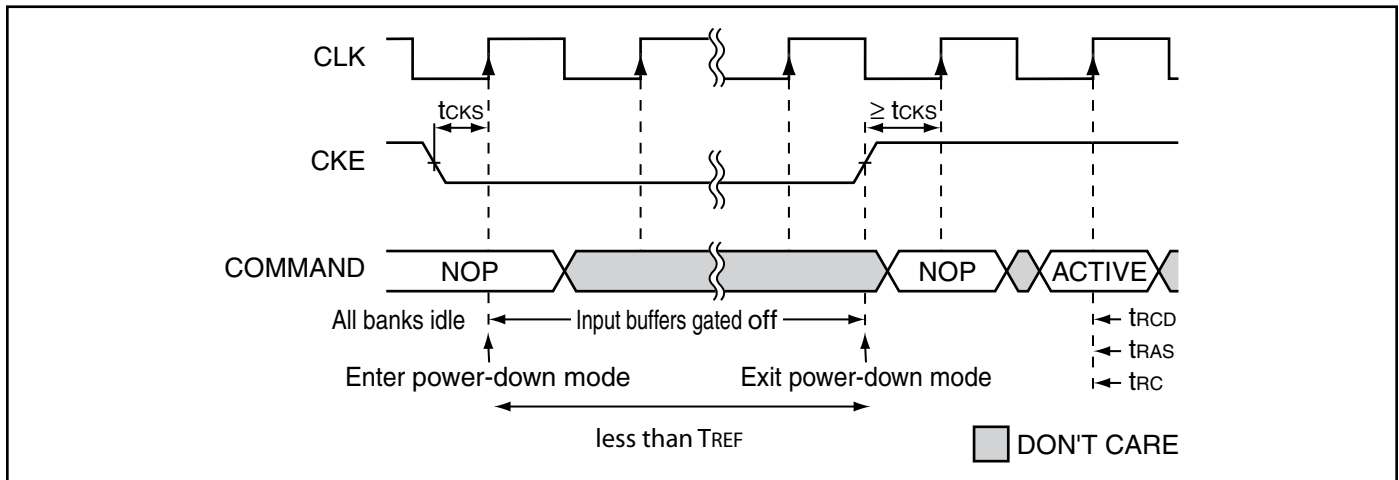 CLK
tCKS
≥ tCKS
CKE
COMMAND
NOP
NOP
ACTIVE
All banks idle
Input buffers gated off
tRCD
tRAS
tRC
Enter power-down mode
Exit power-down mode
less than TREF
DON'T CARE